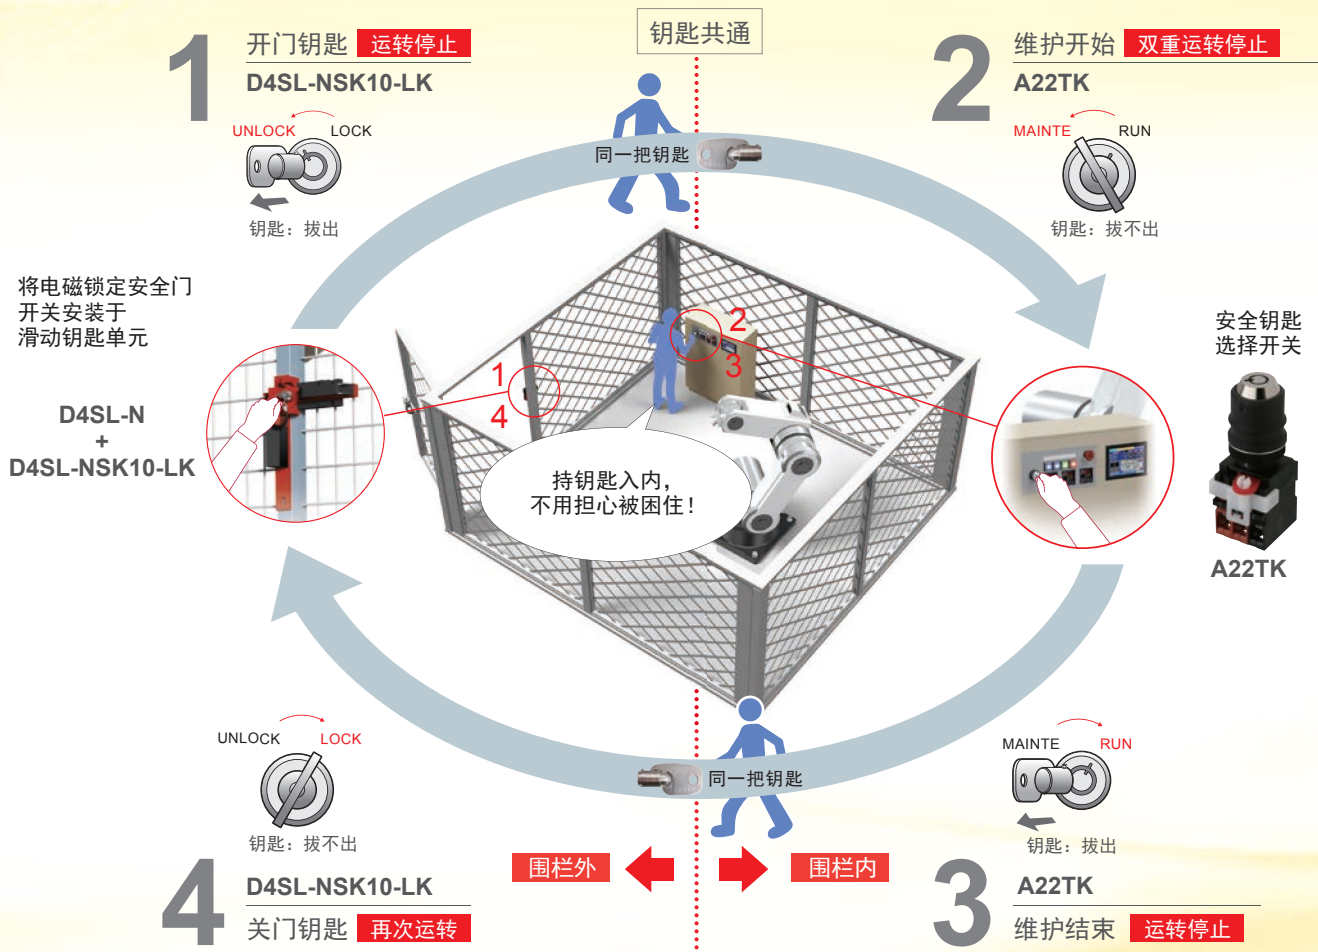 钥匙共通
1
开门钥匙 运转停止
D4SL-NSK10-LK
UNLOCK LOCK
钥匙：拔出
2
维护开始 双重运转停止
A22TK
MAINTE RUN
钥匙：拔不出
同一把钥匙
将电磁锁定安全门
开关安装于
滑动钥匙单元
D4SL-N
+
D4SL-NSK10-LK
1
4
2
3
持钥匙入内，
不用担心被困住！
安全钥匙
选择开关
A22TK
同一把钥匙
UNLOCK LOCK
钥匙：拔不出
4
D4SL-NSK10-LK
关门钥匙 再次运转
围栏外
围栏内
MAINTE RUN
钥匙：拔出
3
A22TK
维护结束 运转停止